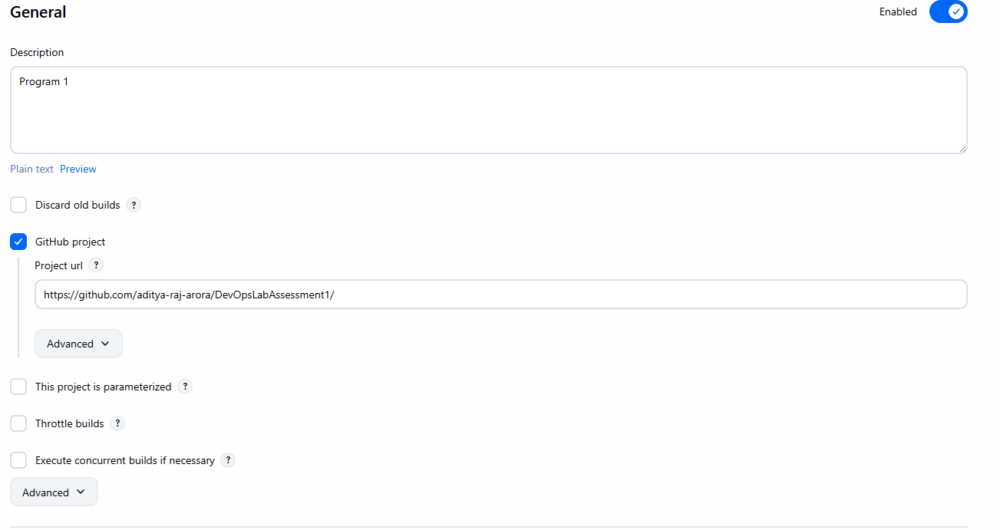 General
Enabled
Description
Program 1
Plain text Preview
Discard old builds ?
GitHub project
Project url ?
https://github.com/aditya-raj-arora/DevOpsLabAssessment1/
Advanced
This project is parameterized ?
Throttle builds ?
Execute concurrent builds if necessary ?
Advanced